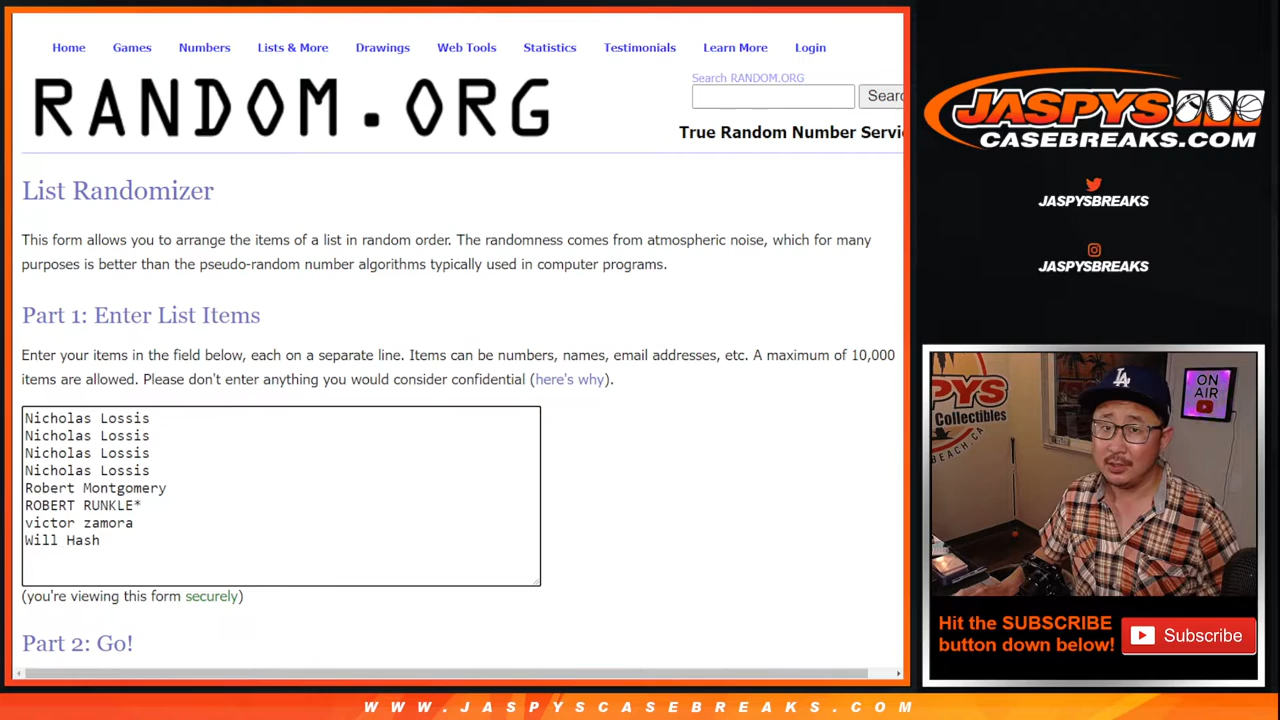 Home Games Numbers Lists & More Drawings Web Tools Statistics Testimonials Learn More Login
RANDOM.ORG
Search RANDOM.ORG
Searc
True Random Number Servi
List Randomizer
This form allows you to arrange the items of a list in random order. The randomness comes from atmospheric noise, which for many
purposes is better than the pseudo-random number algorithms typically used in computer programs.
Part 1: Enter List Items
Enter your items in the field below, each on a separate line. Items can be numbers, names, email addresses, etc. A maximum of 10,000
items are allowed. Please don't enter anything you would consider confidential (here's why).
Nicholas Lossis
Nicholas Lossis
Nicholas Lossis
Nicholas Lossis
Robert Montgomery
ROBERT RUNKLE*
victor zamora
Will Hash
(you're viewing this form securely)
Part 2: Go!
JASPYS
CASEBREAKS.COM
JASPYSBREAKS
JASPYSBREAKS
PYS
Collectibles
BEACH, CA
LA
ON
AIR
Hit the SUBSCRIBE
button down below!
Subscribe
WWW.JASPYSCASEBREAKS.COM